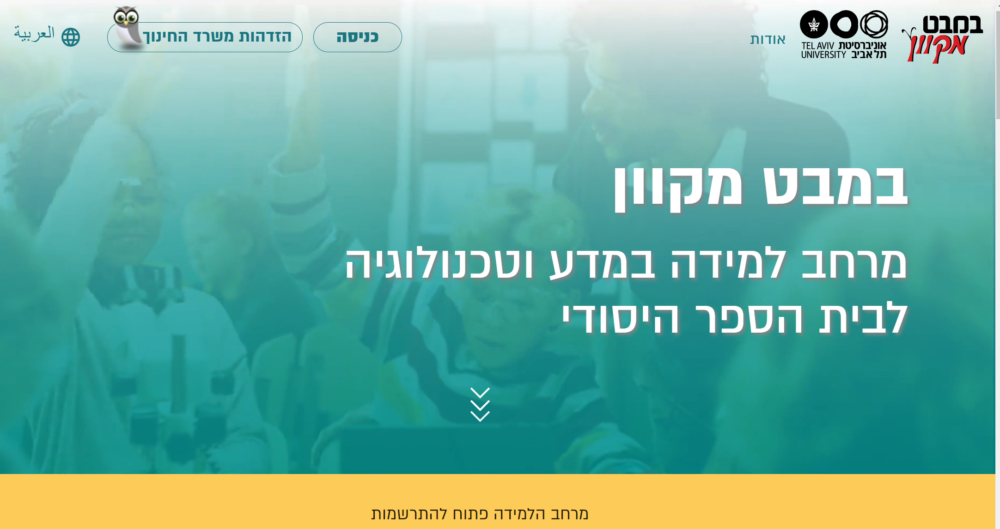 במבט
מקוון
אוניברסיטת
תל אביב
TEL AVIV
UNIVERSITY
אודות
כניסה
הזדהות משרד החינוך
العربية
במבט מקוון
מרחב למידה במדע וטכנולוגיה
לבית הספר היסודי
מרחב הלמידה פתוח להתרשמות